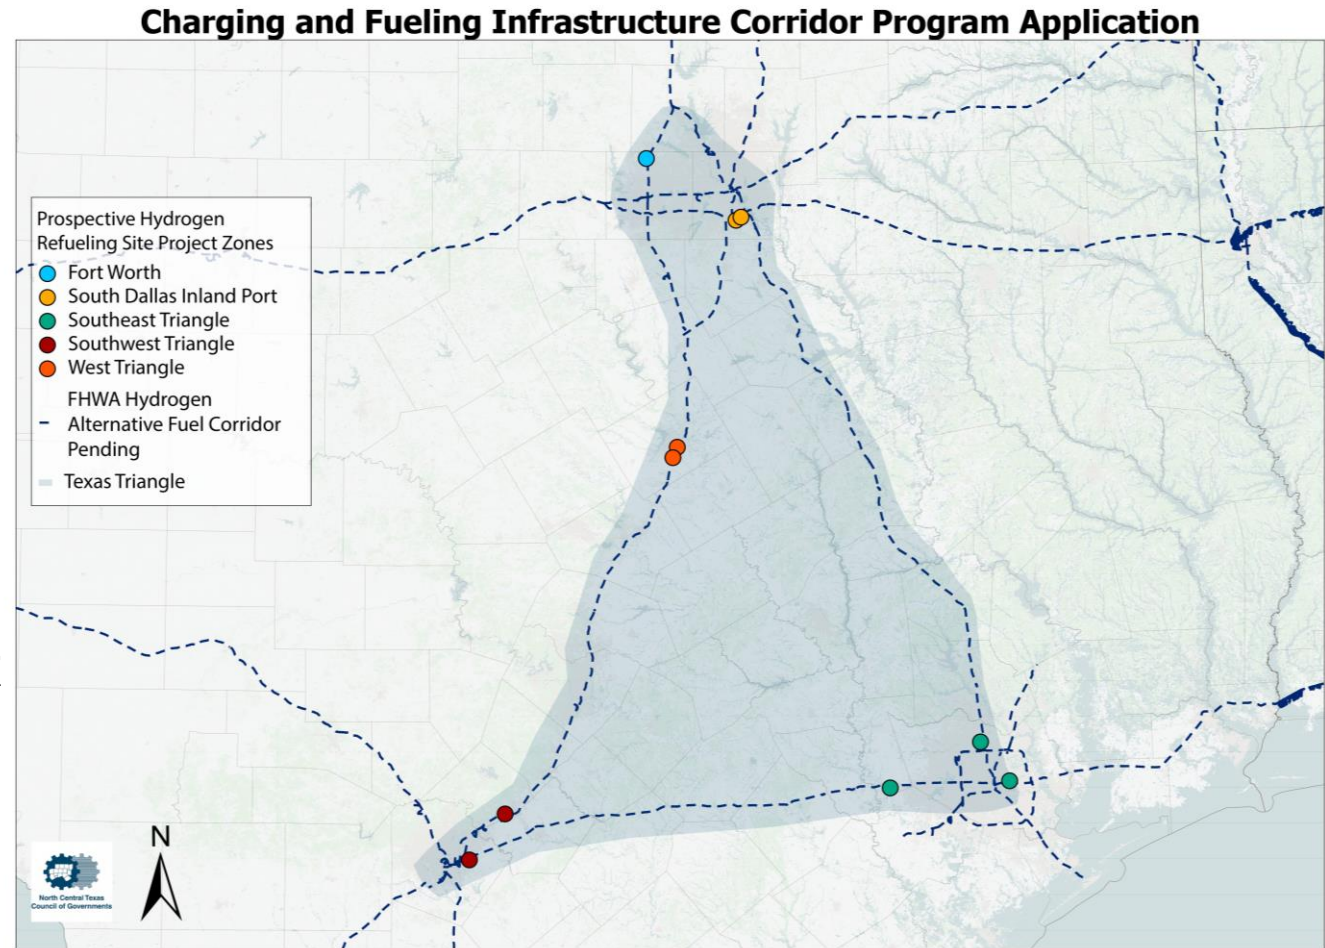 Charging and Fueling Infrastructure Corridor Program Application
Prospective Hydrogen
Refueling Site Project Zones
Fort Worth
South Dallas Inland Port
Southeast Triangle
Southwest Triangle
West Triangle
FHWA Hydrogen
Alternative Fuel Corridor
Pending
Texas Triangle
N
North Central Texas
Council of Governments